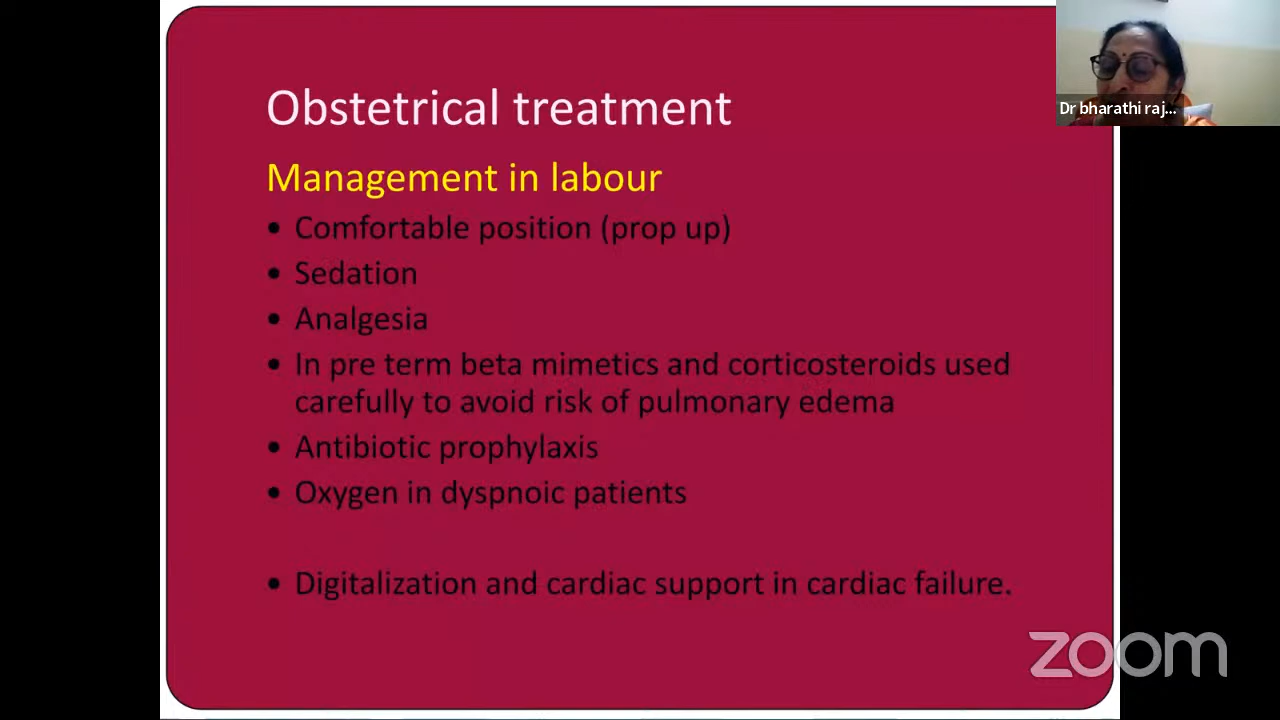 Obstetrical treatment
Management in labour
• Comfortable position (prop up)
• Sedation
• Analgesia
• In pre term beta mimetics and corticosteroids used
carefully to avoid risk of pulmonary edema
• Antibiotic prophylaxis
• Oxygen in dyspnoic patients
• Digitalization and cardiac support in cardiac failure.
Dr bharathi raj...
zoom